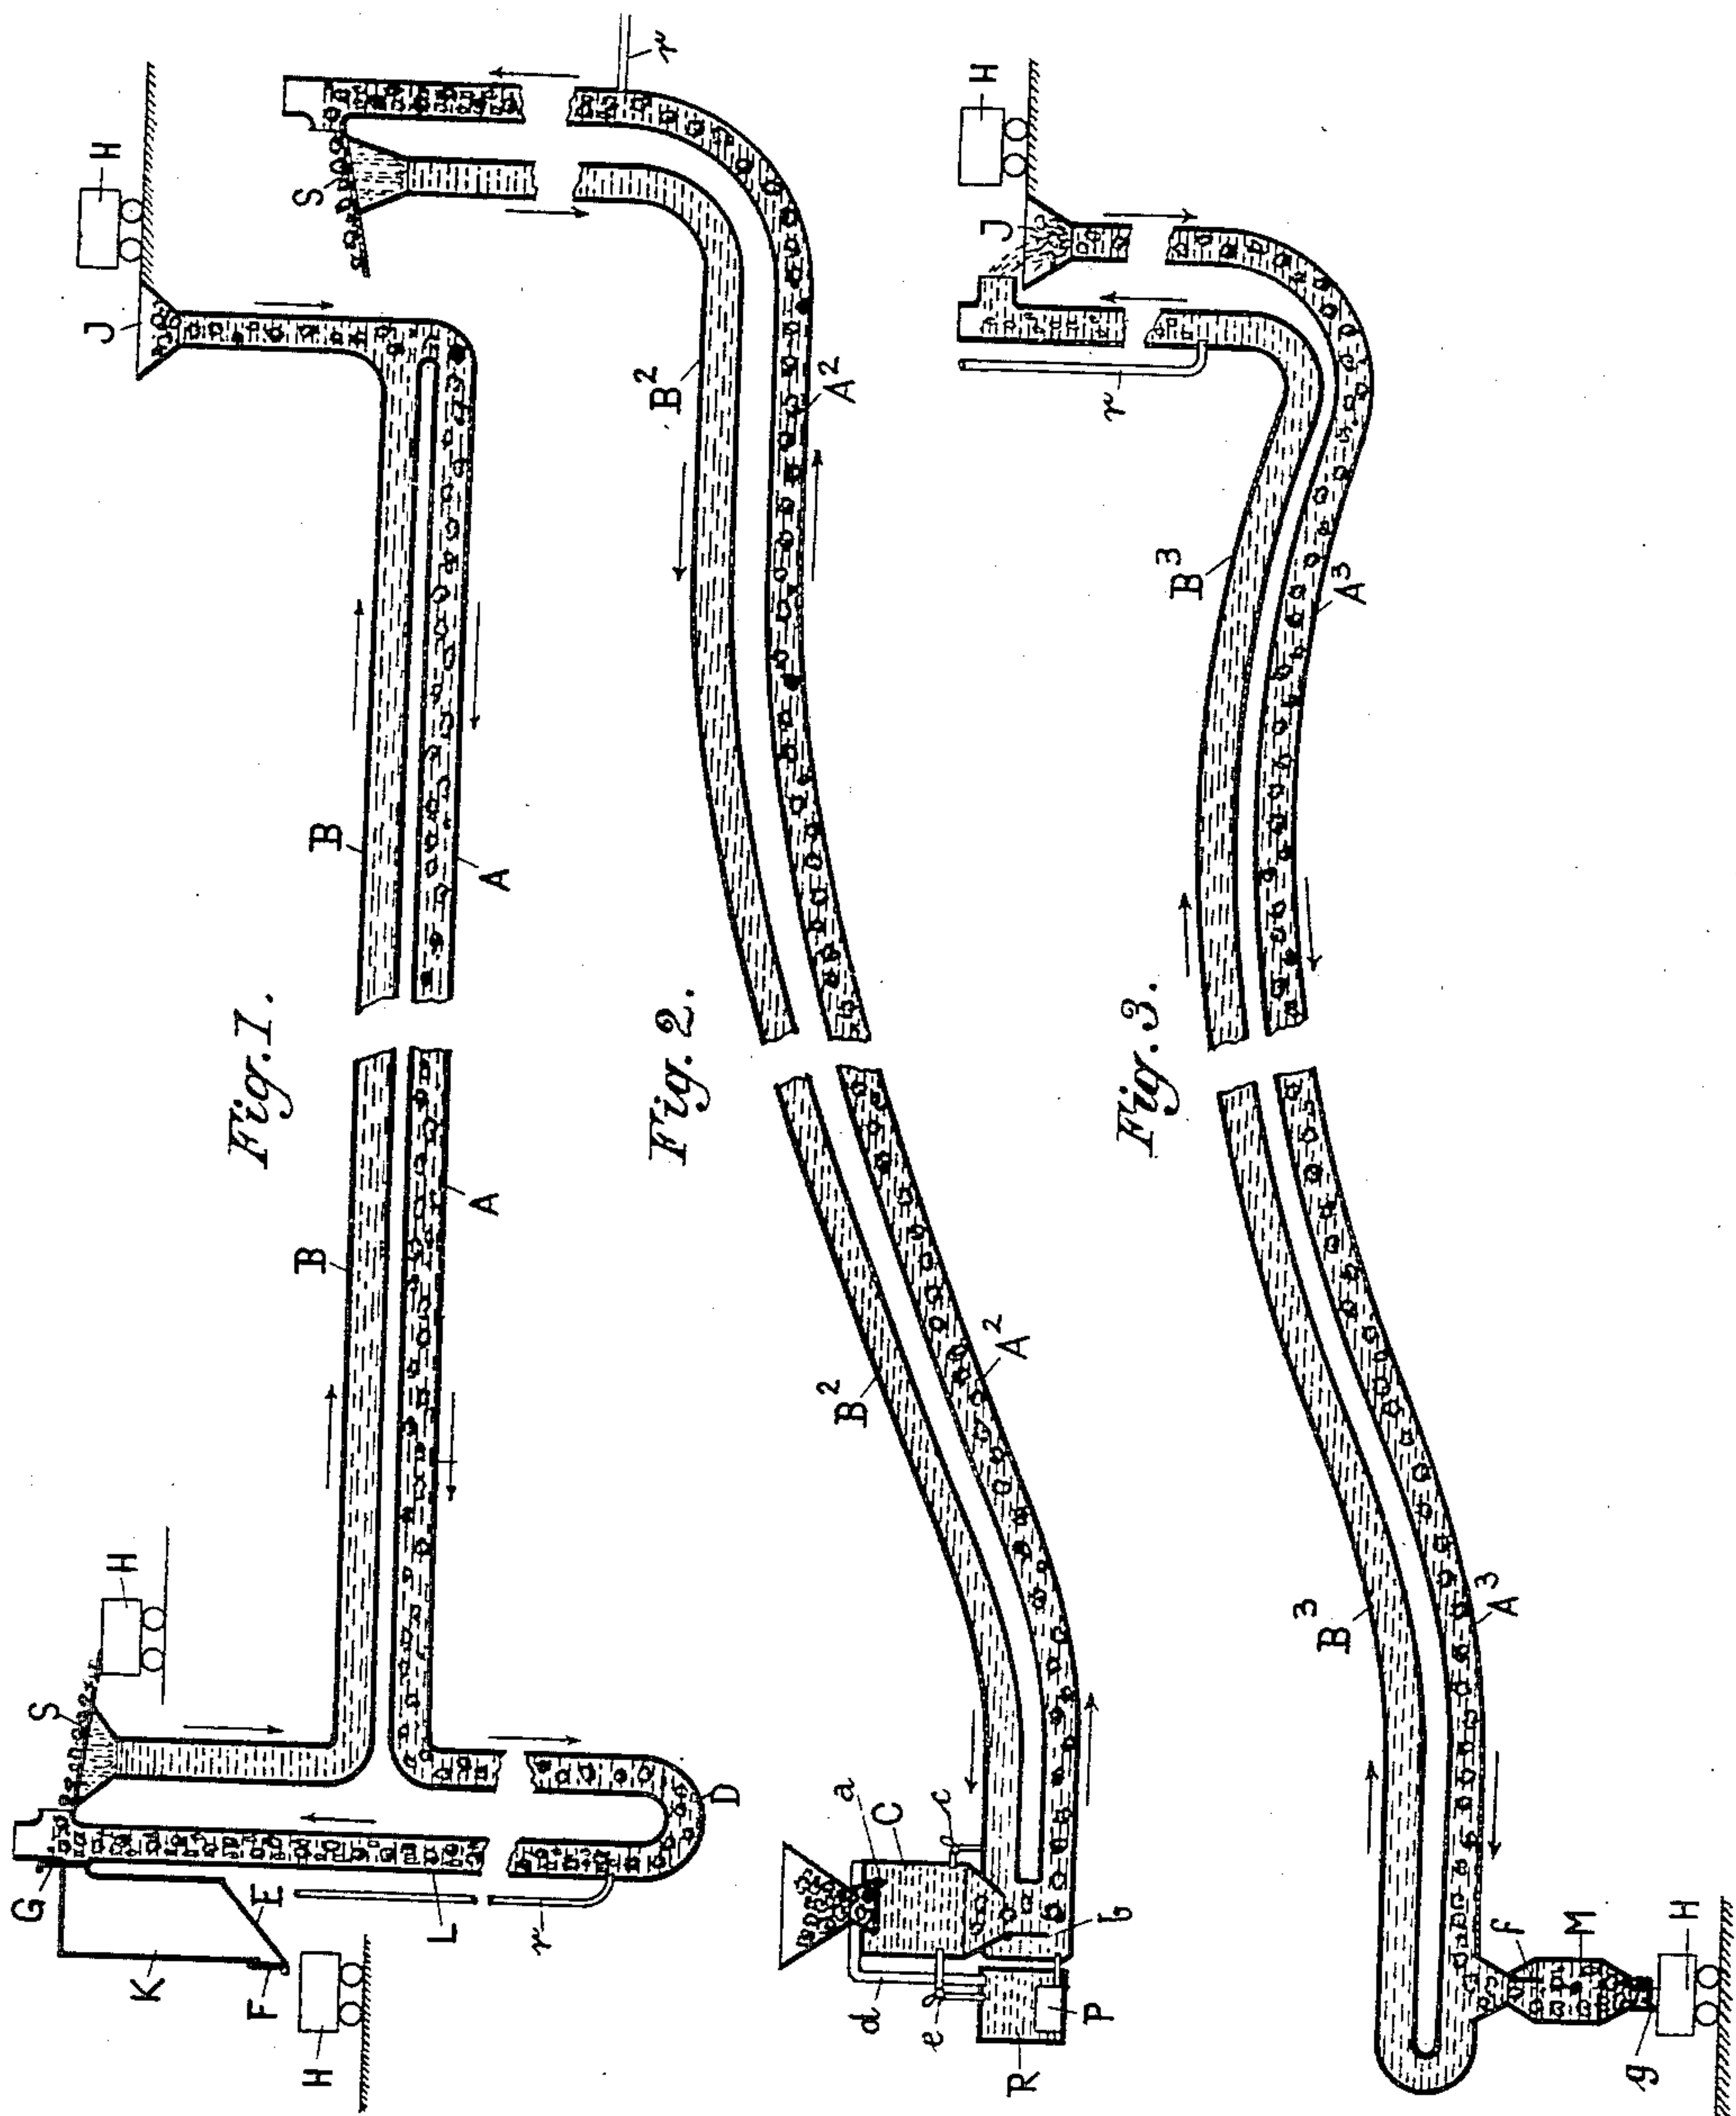 Fig. 1.
G
S
H
J
H
B
B
A
A
K
E
F
L
r
D
H
Fig. 2.
S
r
B²
B²
A²
A²
a
C
c
d
e
b
R
P
Fig. 3.
H
J
r
B³
B³
A³
A³
f
M
g
H